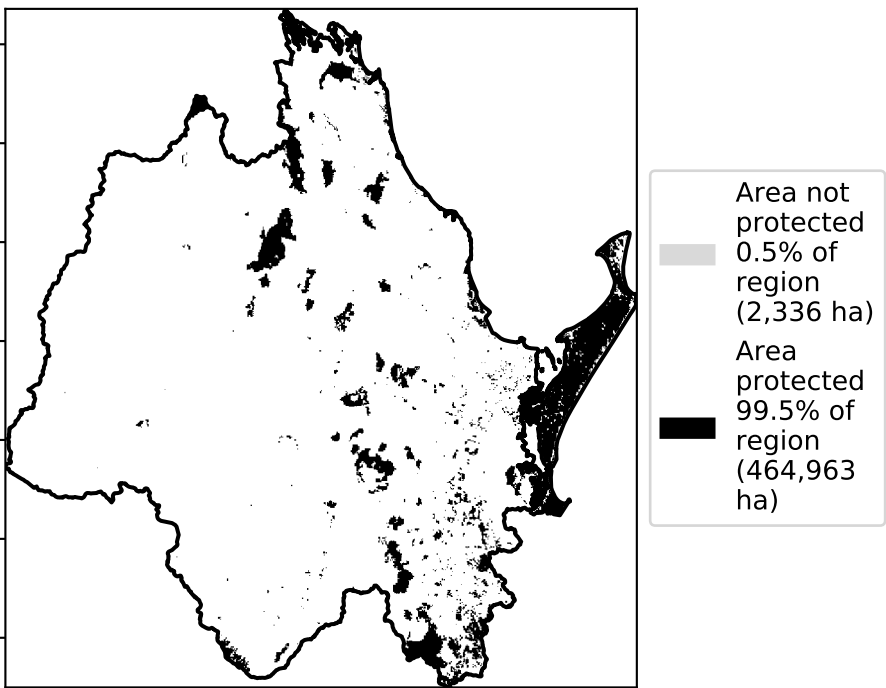 Area not
protected
0.5% of
region
(2,336 ha)
Area
protected
99.5% of
region
(464,963
ha)